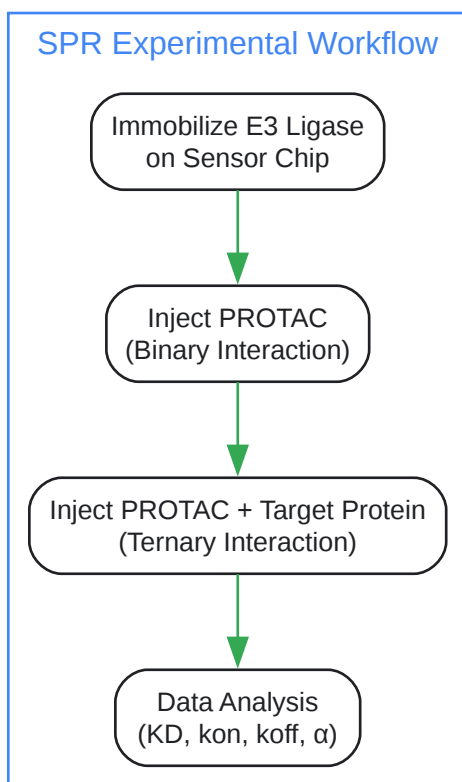 SPR Experimental Workflow
Immobilize E3 Ligase
on Sensor Chip
Inject PROTAC
(Binary Interaction)
Inject PROTAC + Target Protein
(Ternary Interaction)
Data Analysis
(KD, kon, koff, α)